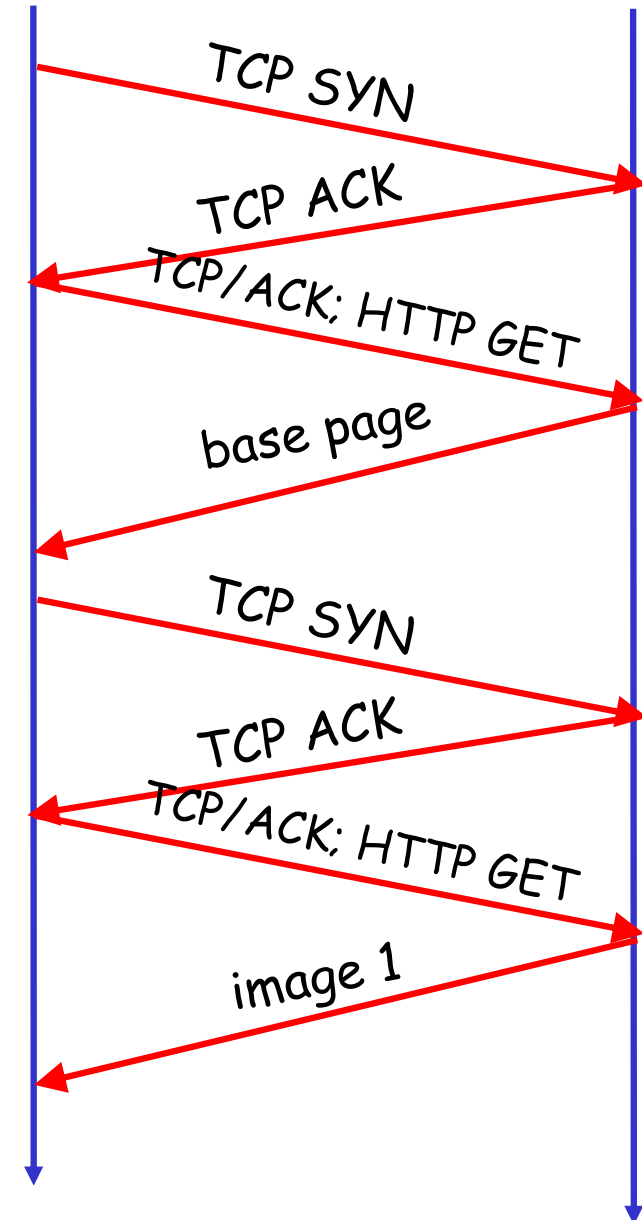 TCP SYN
TCP ACK
TCP/ACK; HTTP GET
base page
TCP SYN
TCP ACK
TCP/ACK; HTTP GET
image 1